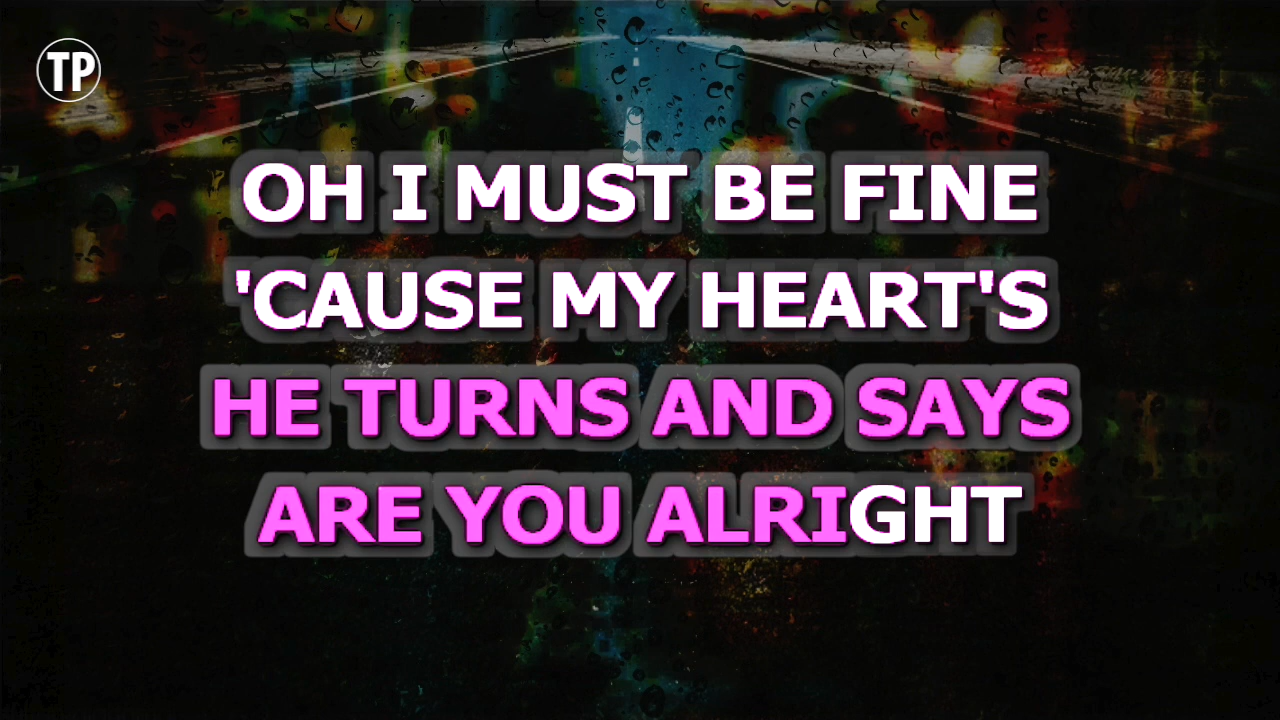 TP
OH I MUST BE FINE
'CAUSE MY HEART'S
HE TURNS AND SAYS
ARE YOU ALRIGHT